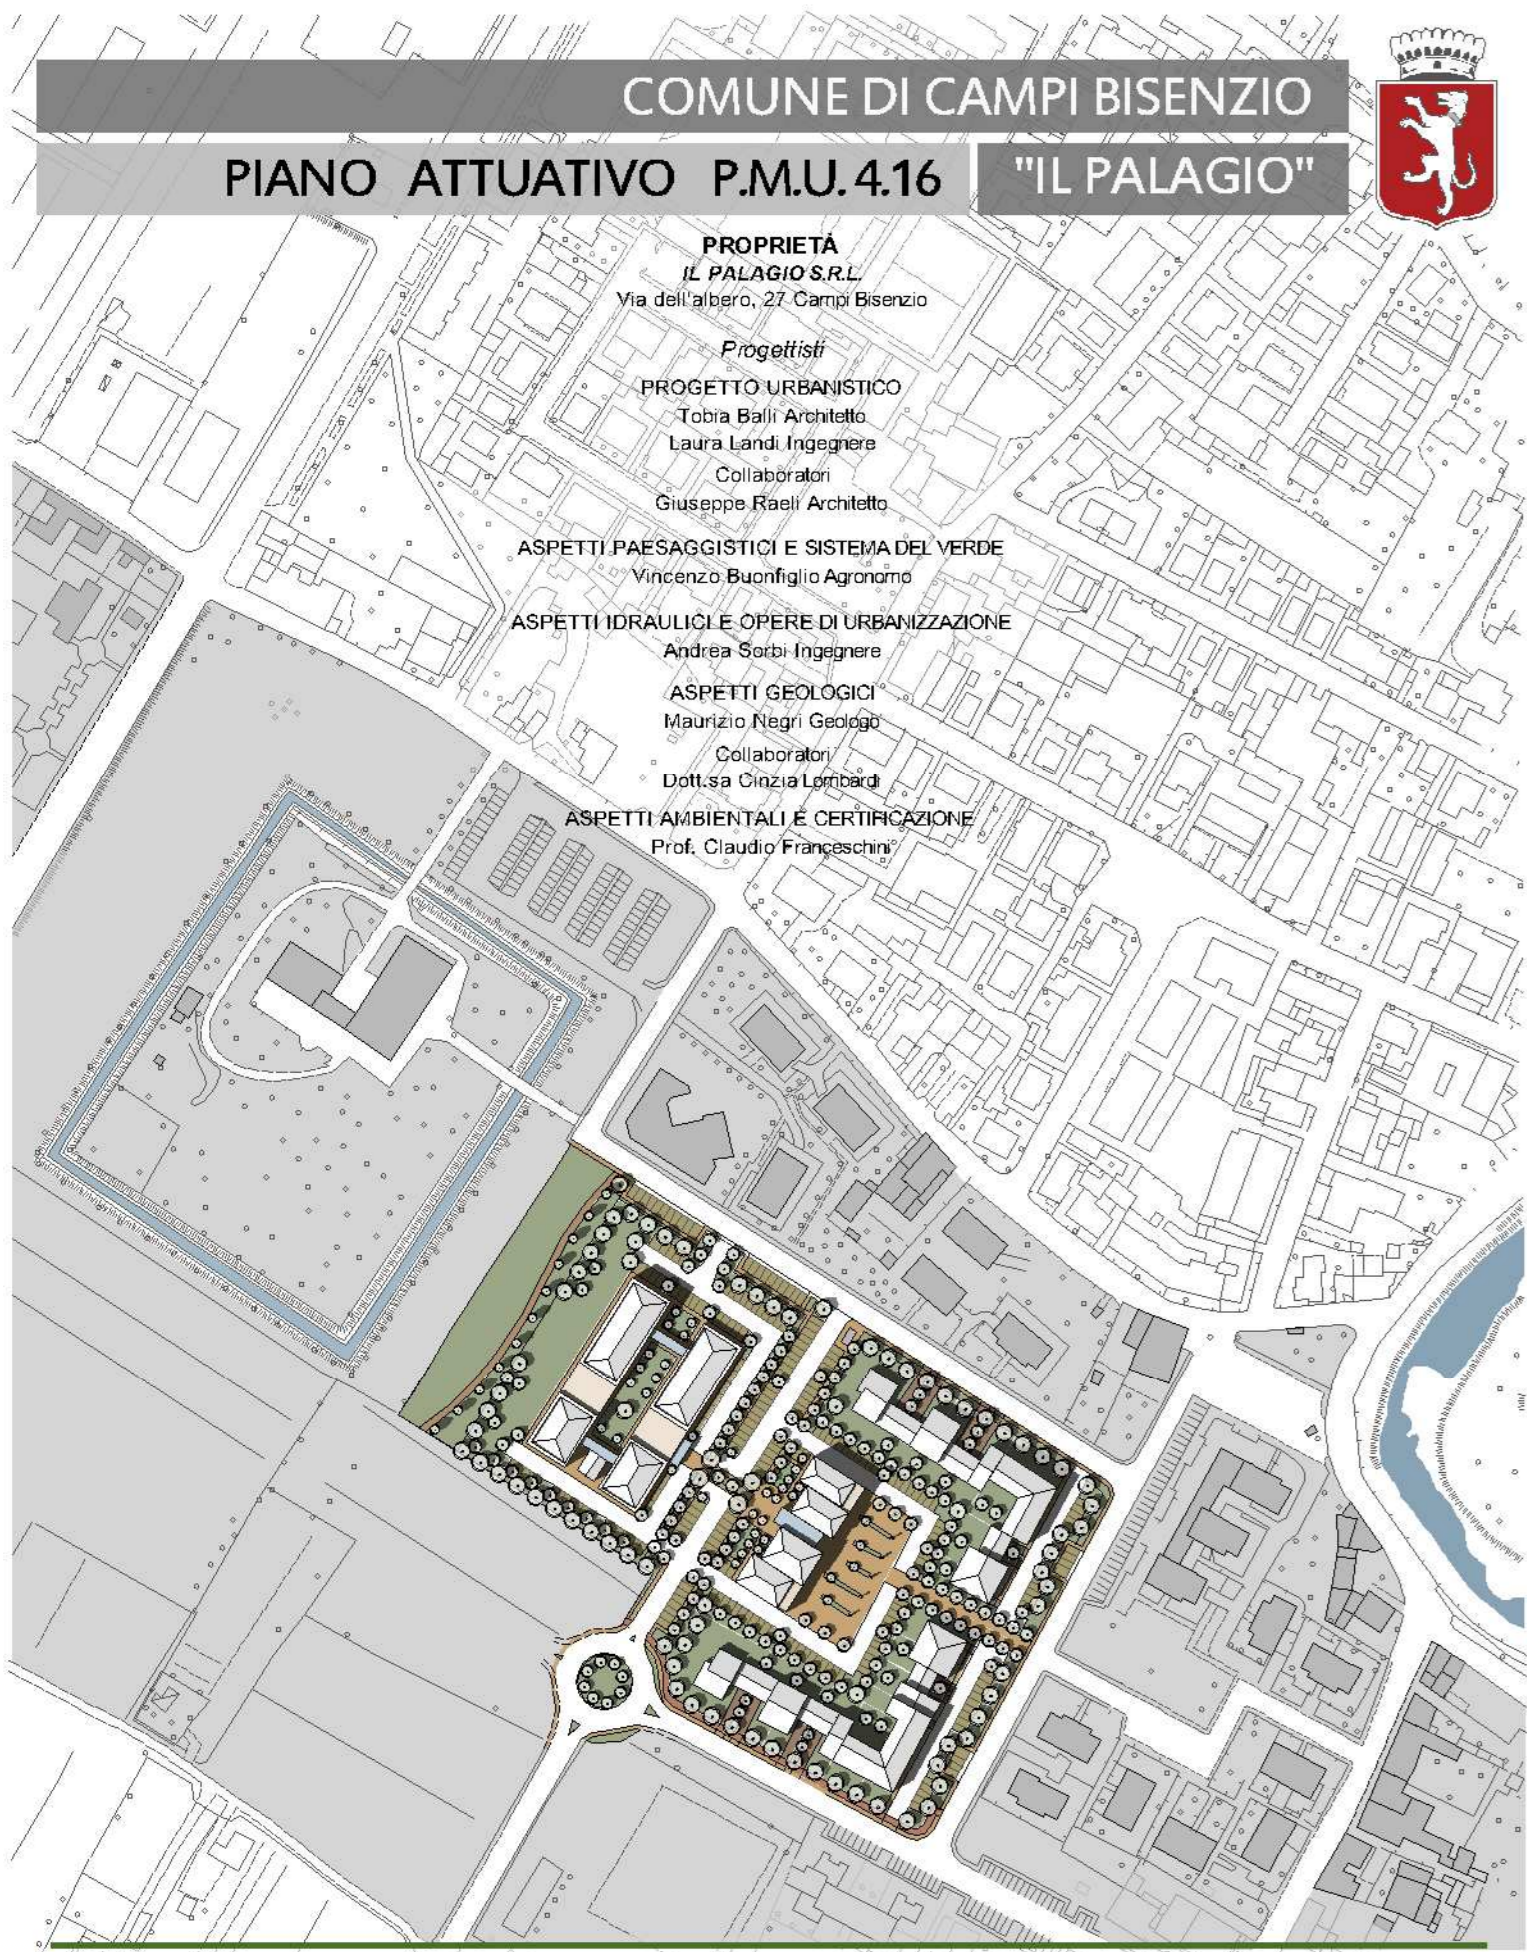 COMUNE DI CAMPI BISENZIO
PIANO ATTUATIVO P.M.U. 4.16 "IL PALAGIO"
PROPRIETÀ
IL PALAGIO S.R.L.
Via dell'albero, 27 Campi Bisenzio
Progettisti
PROGETTO URBANISTICO
Tobia Balli Architetto
Laura Landi Ingegnere
Collaboratori
Giuseppe Raeli Architetto
ASPETTI PAESAGGISTICI E SISTEMA DEL VERDE
Vincenzo Buonfiglio Agronomo
ASPETTI IDRAULICI E OPERE DI URBANIZZAZIONE
Andrea Sorbi Ingegnere
ASPETTI GEOLOGICI
Maurizio Negri Geologo
Collaboratori
Dott.sa Cinzia Lombardi
ASPETTI AMBIENTALI E CERTIFICAZIONE
Prof. Claudio Franceschini